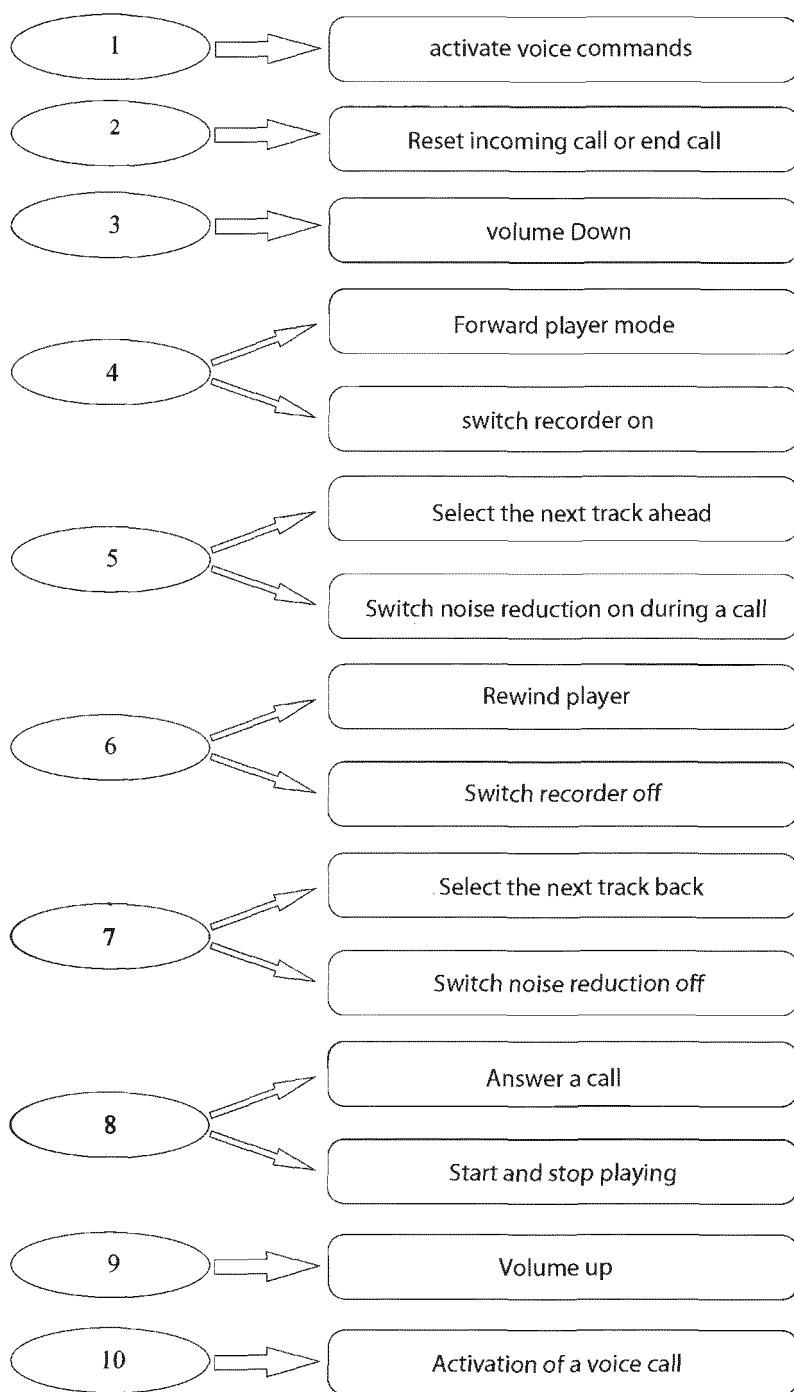 1
activate voice commands
2
Reset incoming call or end call
3
volume Down
4
Forward player mode
switch recorder on
5
Select the next track ahead
Switch noise reduction on during a call
6
Rewind player
Switch recorder off
7
Select the next track back
Switch noise reduction off
8
Answer a call
Start and stop playing
9
Volume up
10
Activation of a voice call